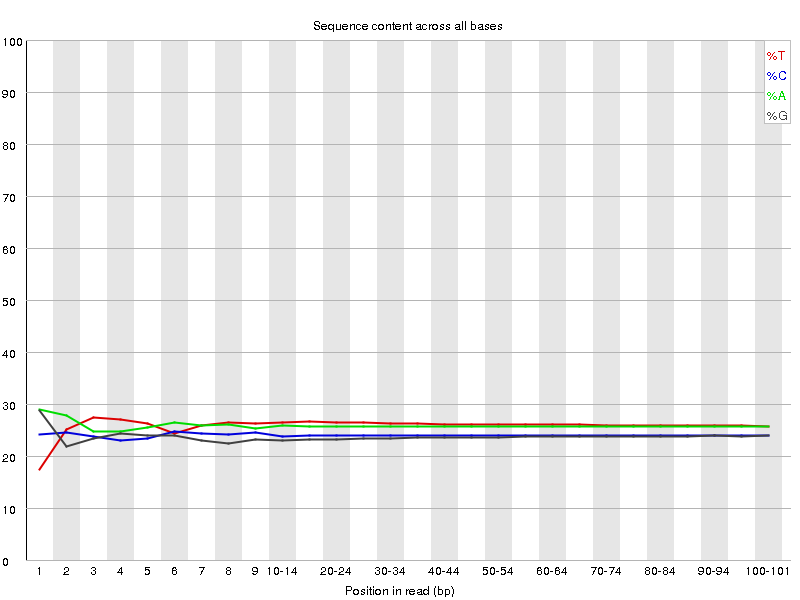 Sequence content across all bases
100
90
80
70
60
50
40
30
20
10
0
%T
%C
%A
%G
1 2 3 4 5 6 7 8 9 10-14 20-24 30-34 40-44 50-54 60-64 70-74 80-84 90-94 100-101
Position in read (bp)